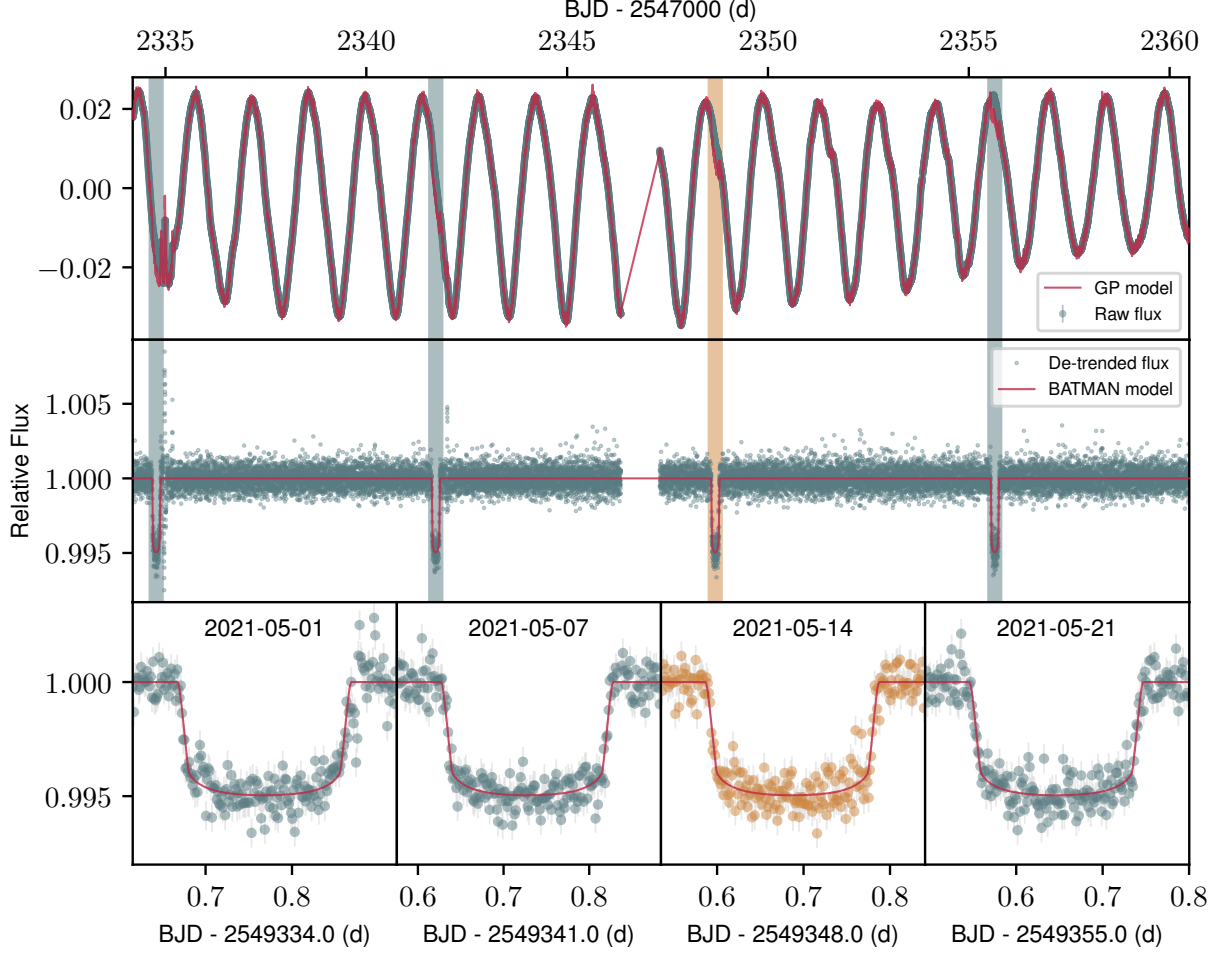 BJD - 2547000 (d)
2335 2340 2345 2350 2355 2360
0.02
0.00
−0.02
GP model
Raw flux
Relative Flux
1.005
1.000
0.995
De-trended flux
BATMAN model
2021-05-01 2021-05-07 2021-05-14 2021-05-21
1.000
0.995
0.7 0.8 0.6 0.7 0.8 0.6 0.7 0.8 0.6 0.7 0.8
BJD - 2549334.0 (d) BJD - 2549341.0 (d) BJD - 2549348.0 (d) BJD - 2549355.0 (d)